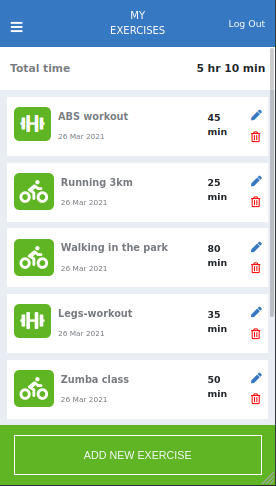 MY
EXERCISES
Log Out
Total time 5 hr 10 min
ABS workout
26 Mar 2021
45
min
Running 3km
26 Mar 2021
25
min
Walking in the park
26 Mar 2021
80
min
Legs-workout
26 Mar 2021
35
min
Zumba class
26 Mar 2021
50
min
ADD NEW EXERCISE